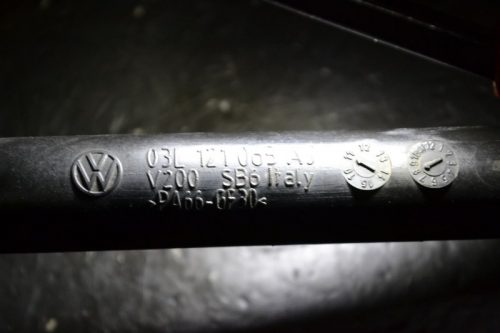 03L 121 065 AJ
V200 SB6 Italy
>PA66-GF30<